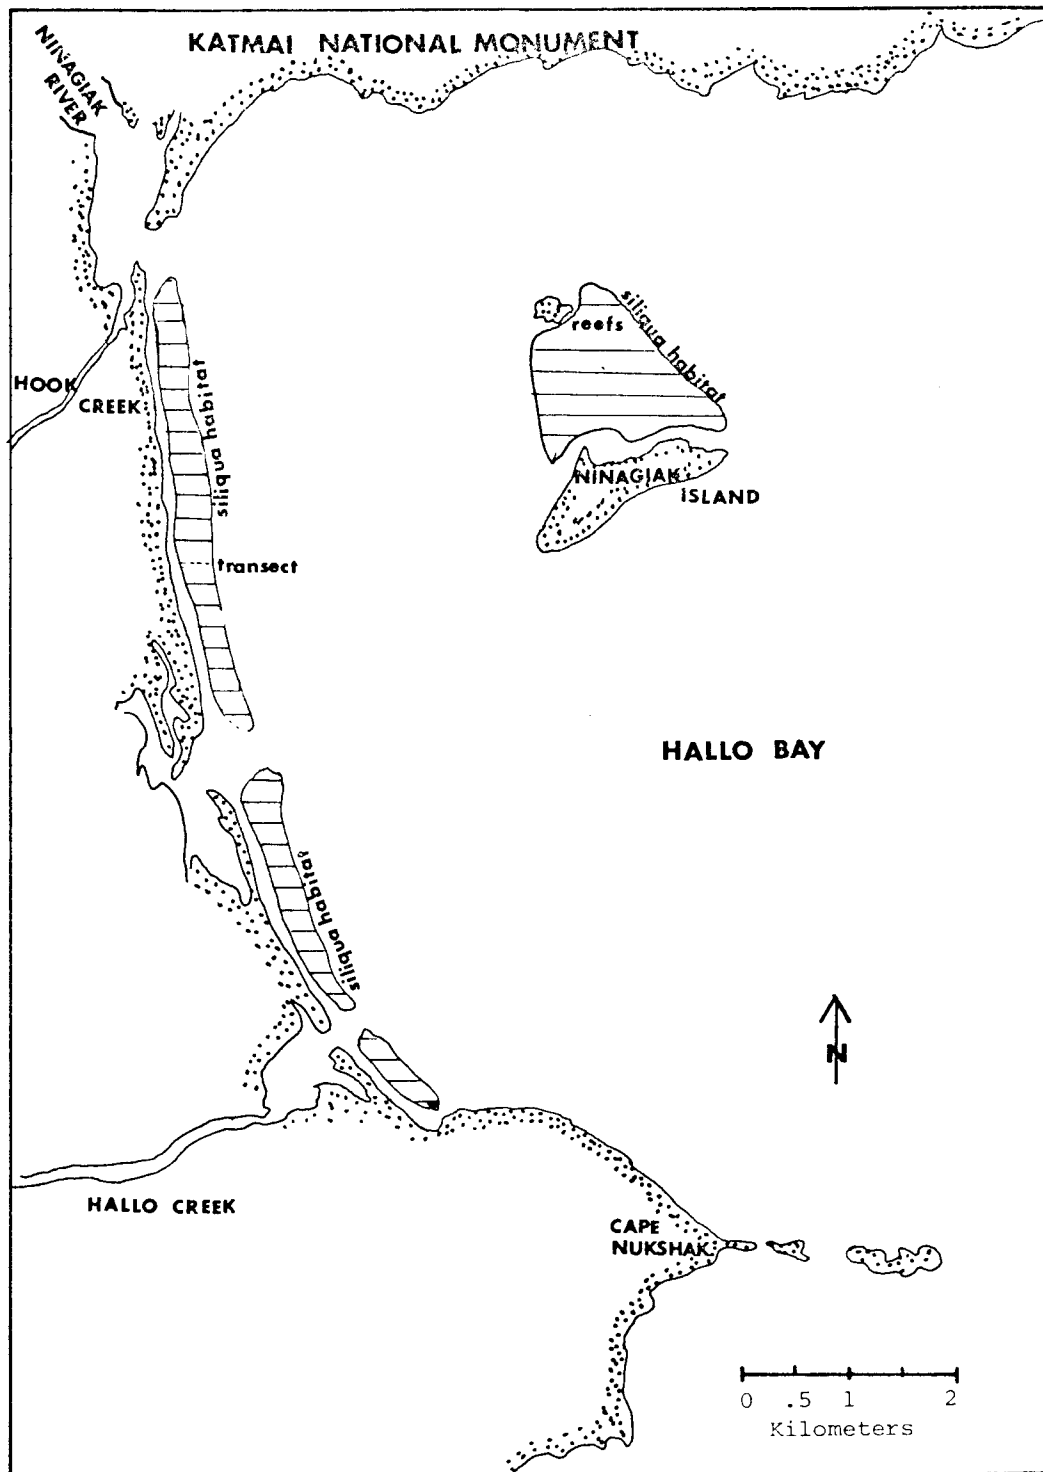 KATMAI NATIONAL MONUMENT
NINAGIAK
RIVER
siliqua habitat
reefs
HOOK
CREEK
siliqua habitat
NINAGIAK
ISLAND
transect
HALLO BAY
siliqua habitat
N
HALLO CREEK
CAPE
NUKSHAK
0 .5 1 2
Kilometers